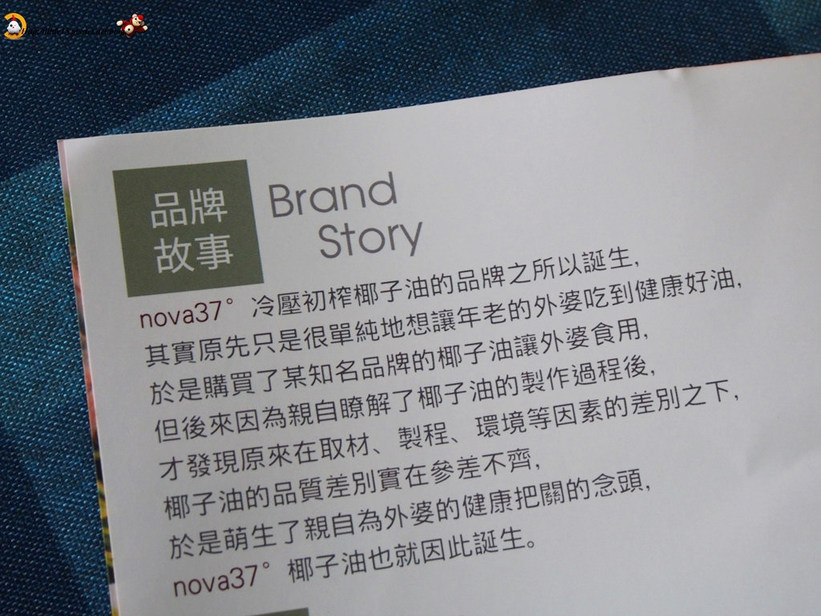 品牌
故事
Brand
Story
nova37° 冷壓初榨椰子油的品牌之所以誕生,
其實原先只是很單純地想讓年老的外婆吃到健康好油,
於是購買了某知名品牌的椰子油讓外婆食用,
但後來因為親自瞭解了椰子油的製作過程後,
才發現原來在取材、製程、環境等因素的差別之下,
椰子油的品質差別實在參差不齊,
於是萌生了親自為外婆的健康把關的念頭,
nova37° 椰子油也就因此誕生。